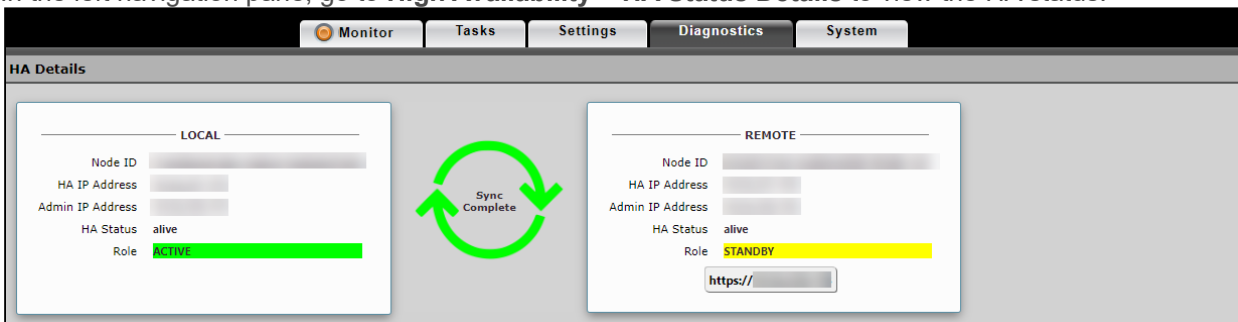 Monitor Tasks Settings Diagnostics System
HA Details
LOCAL
Node ID
HA IP Address
Admin IP Address
HA Status alive
Role ACTIVE
Sync
Complete
REMOTE
Node ID
HA IP Address
Admin IP Address
HA Status alive
Role STANDBY
https://